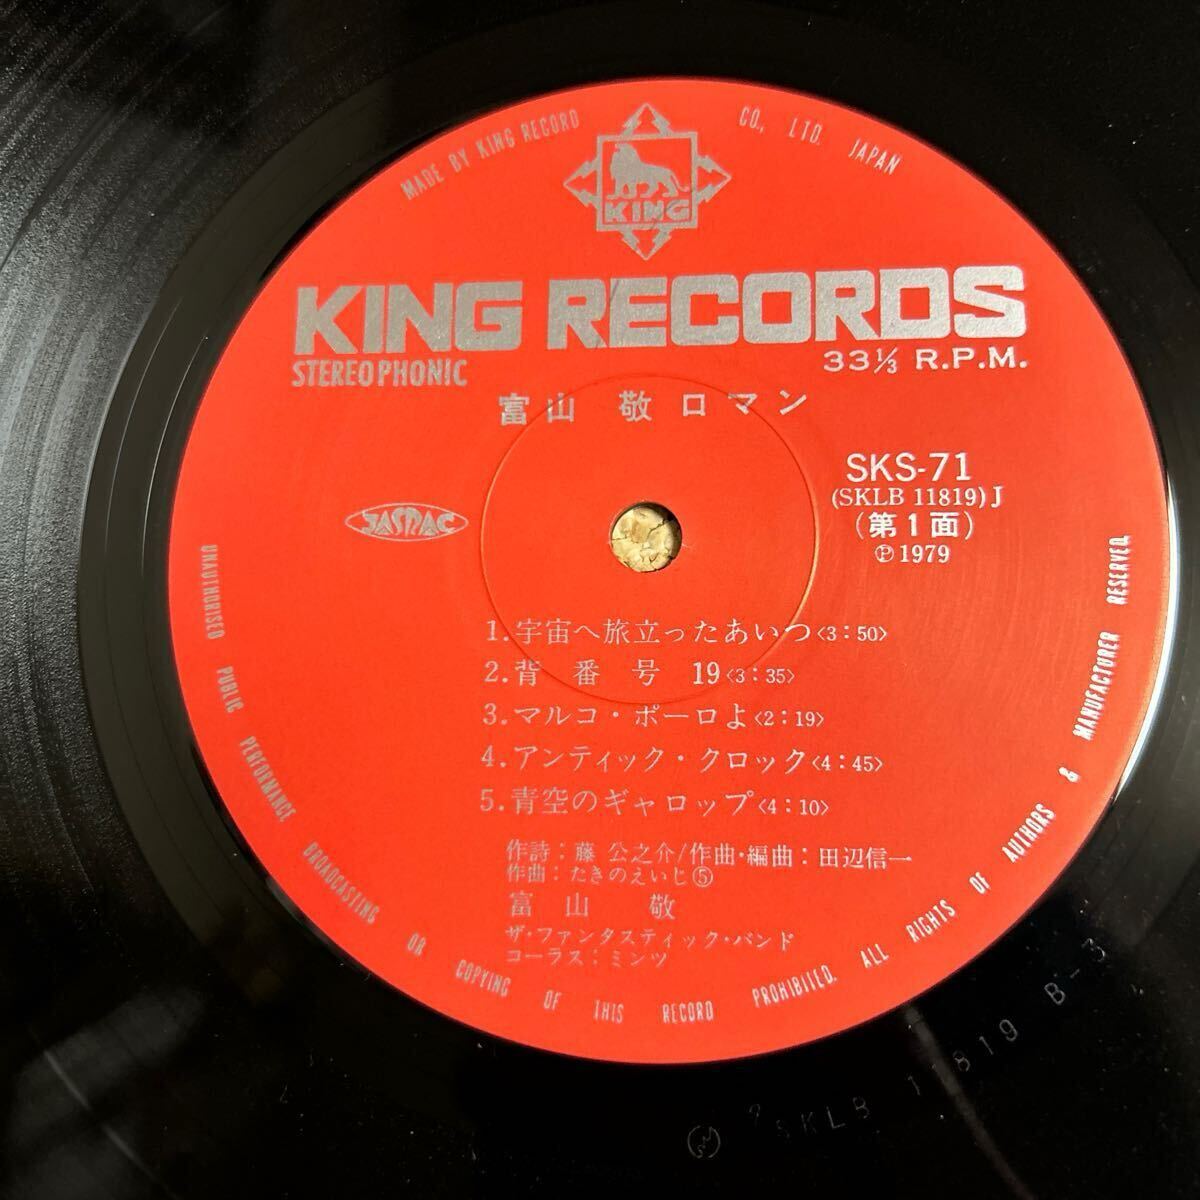 MADE BY KING RECORD CO., LTD. JAPAN
KING
KING RECORDS
STEREOPHONIC
33⅓ R.P.M.
富山 敬 ロマン
SKS-71
(SKLB 11819) J
(第1面)
℗ 1979
JASRAC
1.宇宙へ旅立ったあいつ〈3:50〉
2.背番号 19〈3:35〉
3.マルコ・ポーロよ〈2:19〉
4.アンティック・クロック〈4:45〉
5.青空のギャロップ〈4:10〉
作詩:藤 公之介/作曲・編曲:田辺信一
作曲:たきのえいじ⑤
富山 敬
ザ・ファンタスティック・バンド
コーラス:ミンツ
UNAUTHORISED PUBLIC PERFORMANCE BROADCASTING OR COPYING OF THIS RECORD PROHIBITED. ALL RIGHTS OF AUTHORS & MANUFACTURER RESERVED.
SKLB 11819 B-3